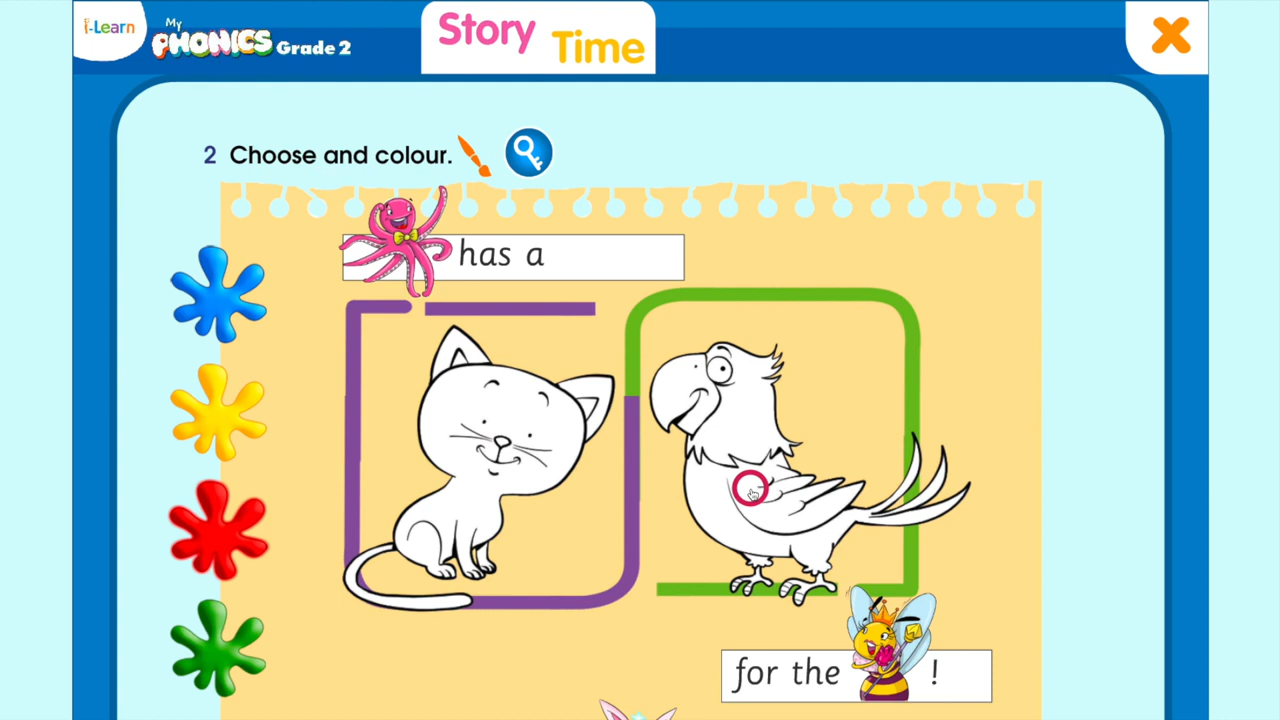 i-Learn
My
PHONICS Grade 2
Story
Time
2 Choose and colour.
has a
for the !